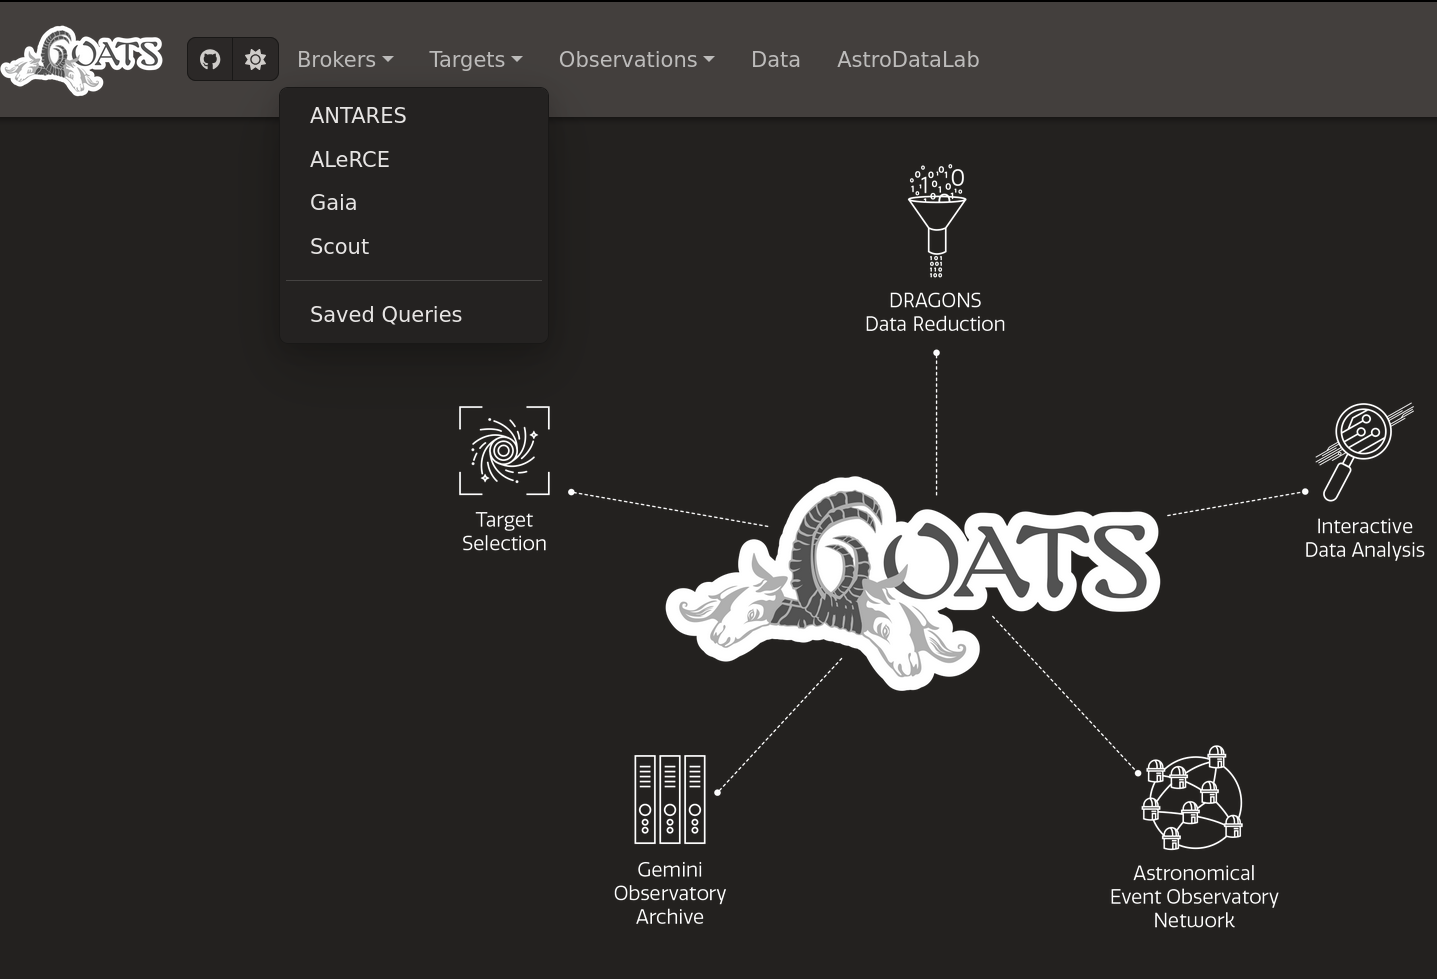 GOATS
Brokers Targets Observations Data AstroDataLab
ANTARES
ALeRCE
Gaia
Scout
Saved Queries
DRAGONS
Data Reduction
Target
Selection
Interactive
Data Analysis
GOATS
Gemini
Observatory
Archive
Astronomical
Event Observatory
Network